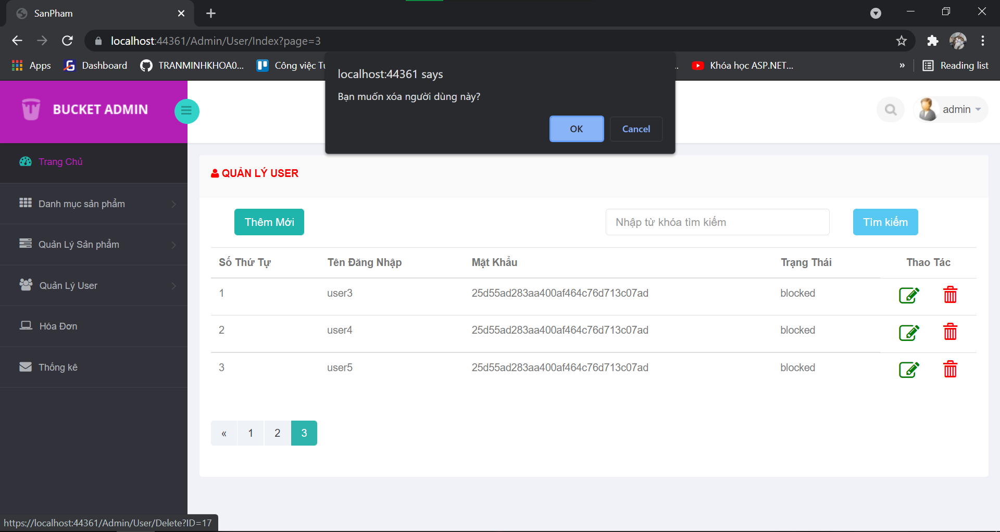 SanPham
localhost:44361/Admin/User/Index?page=3
Apps Dashboard TRANMINHKHOA0... Công việc Khóa học ASP.NET... » Reading list
localhost:44361 says
Bạn muốn xóa người dùng này?
OK Cancel
BUCKET ADMIN
admin
Trang Chủ
Danh mục sản phẩm
Quản Lý Sản phẩm
Quản Lý User
Hóa Đơn
Thống kê
QUẢN LÝ USER
Thêm Mới Nhập từ khóa tìm kiếm Tìm kiếm
Số Thứ Tự Tên Đăng Nhập Mật Khẩu Trạng Thái Thao Tác
1 user3 25d55ad283aa400af464c76d713c07ad blocked
2 user4 25d55ad283aa400af464c76d713c07ad blocked
3 user5 25d55ad283aa400af464c76d713c07ad blocked
« 1 2 3
https://localhost:44361/Admin/User/Delete?ID=17